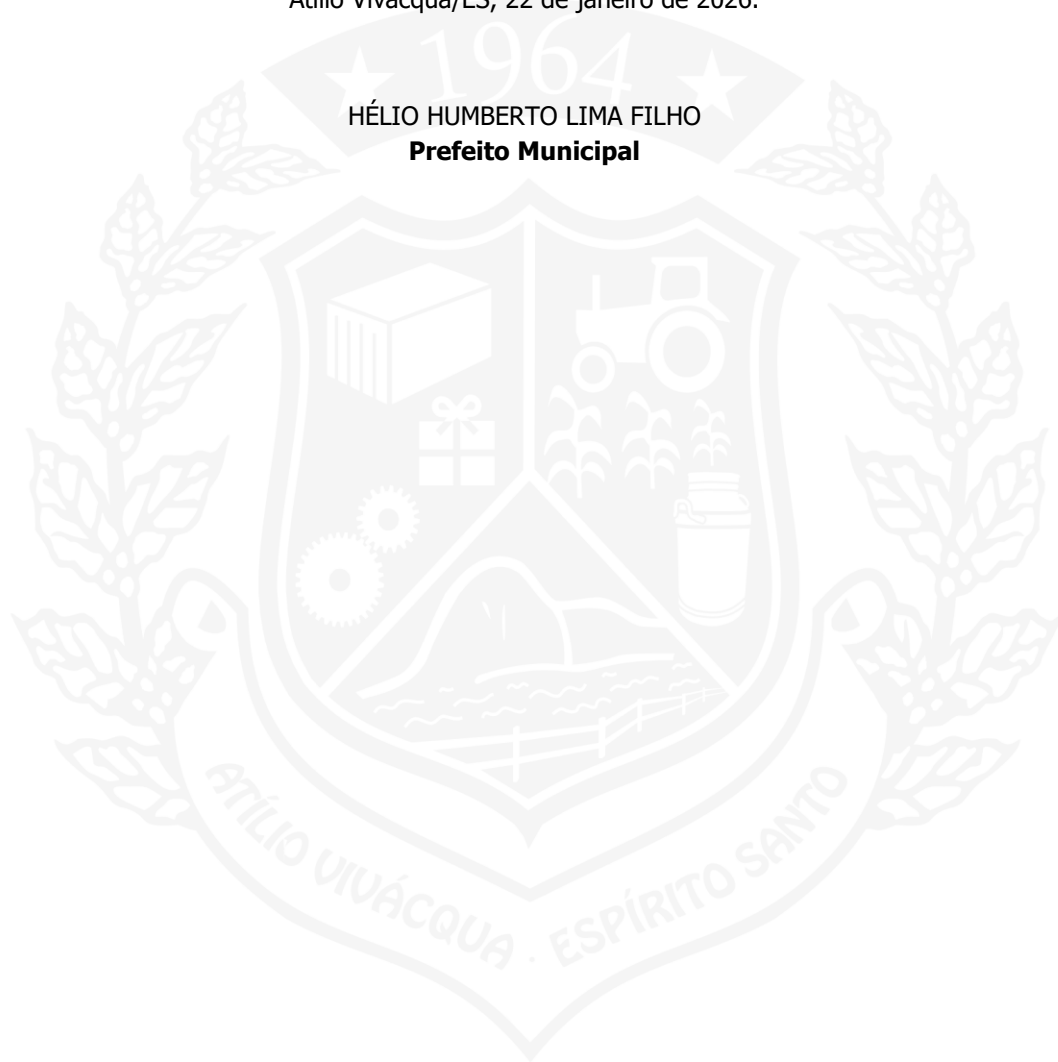 Atílio Vivácqua/ES, 22 de janeiro de 2026.
1964
HÉLIO HUMBERTO LIMA FILHO
Prefeito Municipal
ATÍLIO VIVÁCQUA . ESPÍRITO SANTO